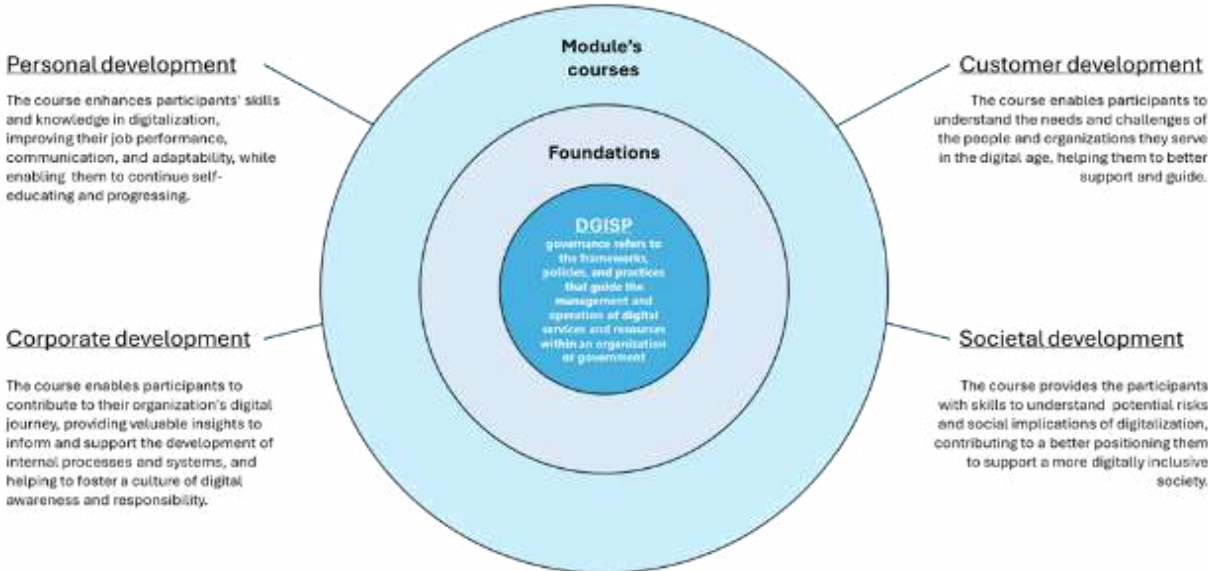 Module's
courses
Foundations
DGISP
governance refers to
the frameworks,
policies, and practices
that guide the
management and
operation of digital
services and resources
within an organization
or government
Personal development
The course enhances participants' skills
and knowledge in digitalization,
improving their job performance,
communication, and adaptability, while
enabling them to continue self-
educating and progressing.
Customer development
The course enables participants to
understand the needs and challenges of
the people and organizations they serve
in the digital age, helping them to better
support and guide.
Corporate development
The course enables participants to
contribute to their organization's digital
journey, providing valuable insights to
inform and support the development of
internal processes and systems, and
helping to foster a culture of digital
awareness and responsibility.
Societal development
The course provides the participants
with skills to understand potential risks
and social implications of digitalization,
contributing to a better positioning them
to support a more digitally inclusive
society.